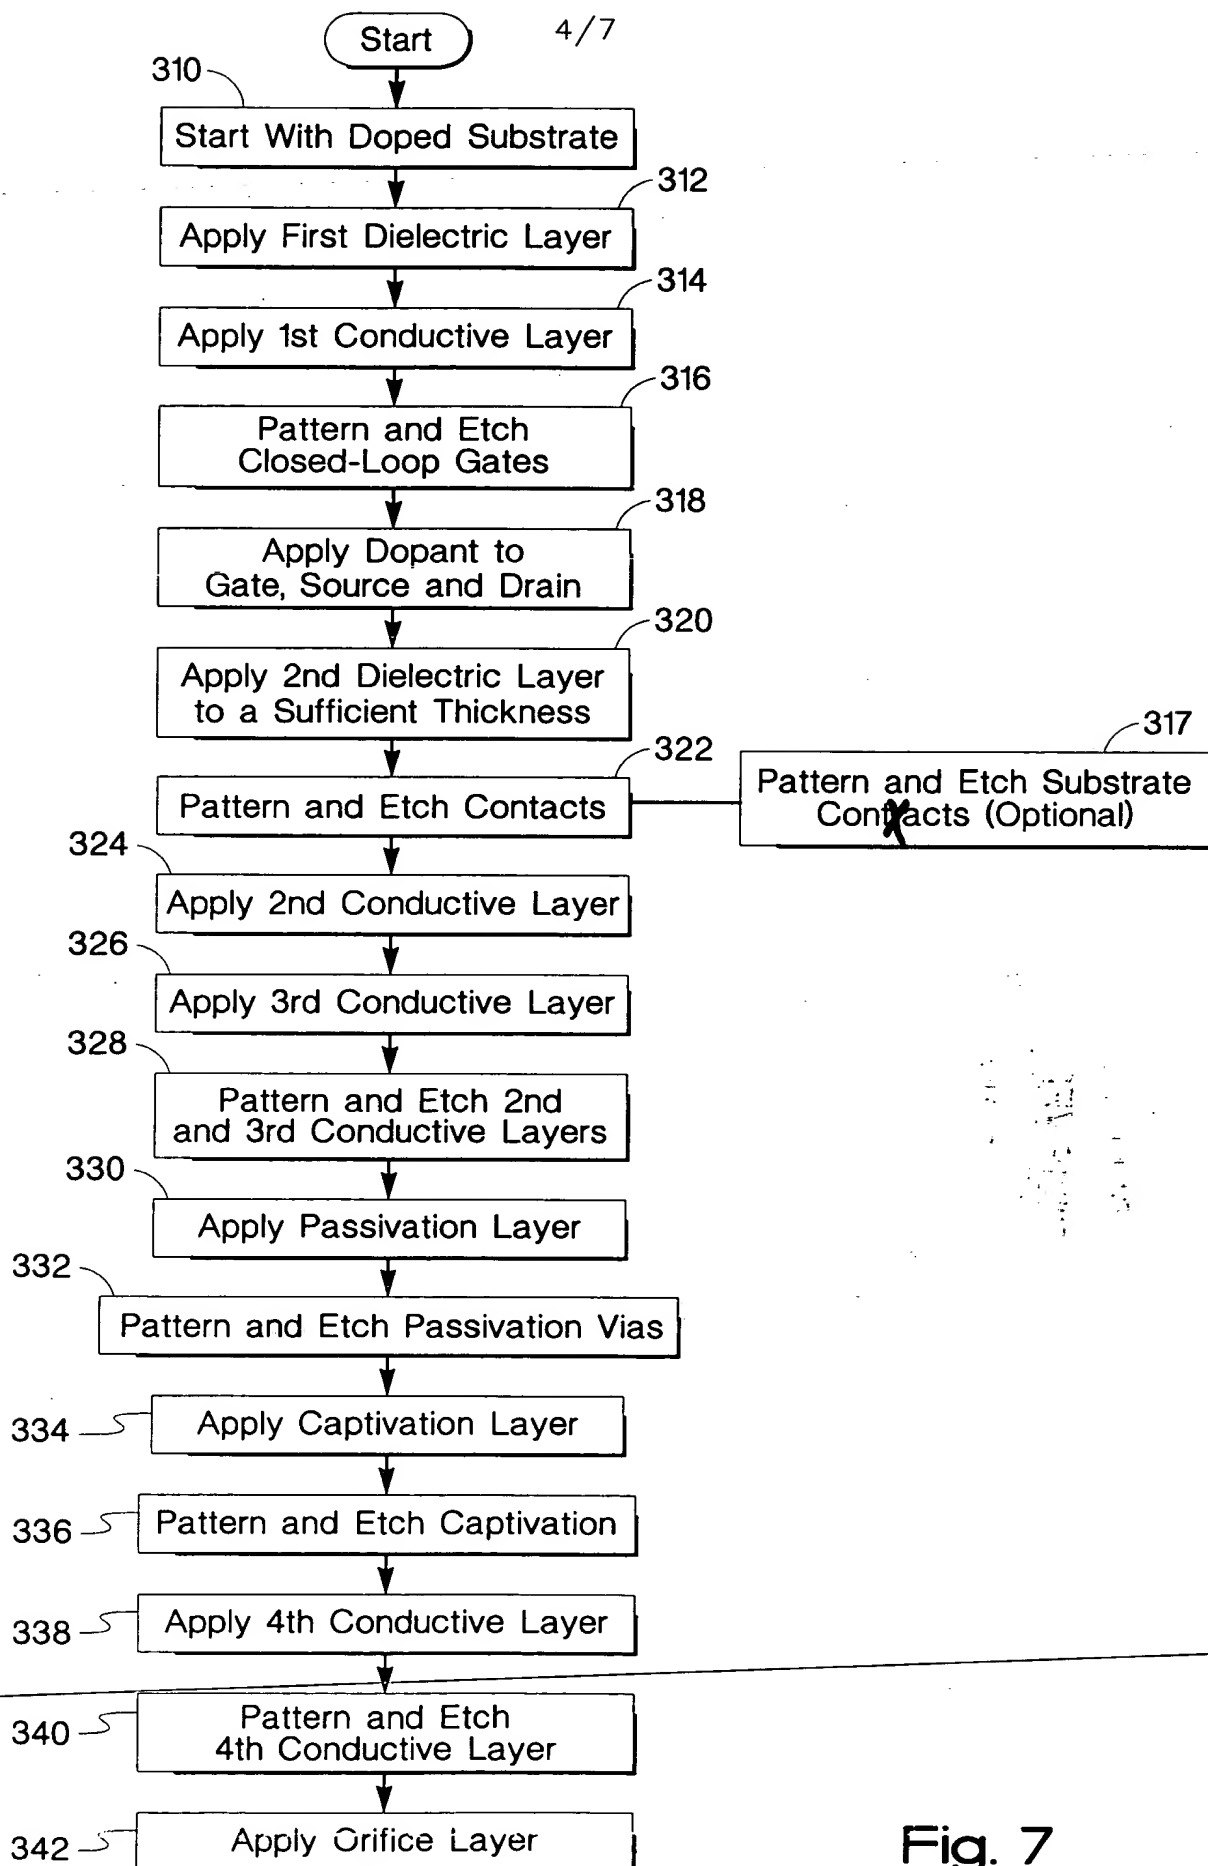 Start
4/7
310
Start With Doped Substrate
312
Apply First Dielectric Layer
314
Apply 1st Conductive Layer
316
Pattern and Etch
Closed-Loop Gates
318
Apply Dopant to
Gate, Source and Drain
320
Apply 2nd Dielectric Layer
to a Sufficient Thickness
322
Pattern and Etch Contacts
317
Pattern and Etch Substrate
Contacts (Optional)
324
Apply 2nd Conductive Layer
326
Apply 3rd Conductive Layer
328
Pattern and Etch 2nd
and 3rd Conductive Layers
330
Apply Passivation Layer
332
Pattern and Etch Passivation Vias
334
Apply Captivation Layer
336
Pattern and Etch Captivation
338
Apply 4th Conductive Layer
340
Pattern and Etch
4th Conductive Layer
342
Apply Orifice Layer
Fig. 7